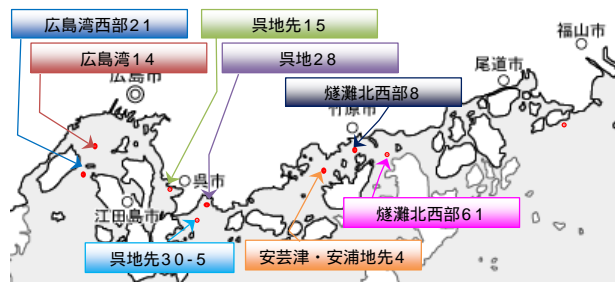 広島湾西部21
呉地先15
福山市
広島湾14
呉地28
尾道市
広島市
燧灘北西部8
竹原市
呉市
江田島市
燧灘北西部61
呉地先30-5
安芸津・安浦地先4